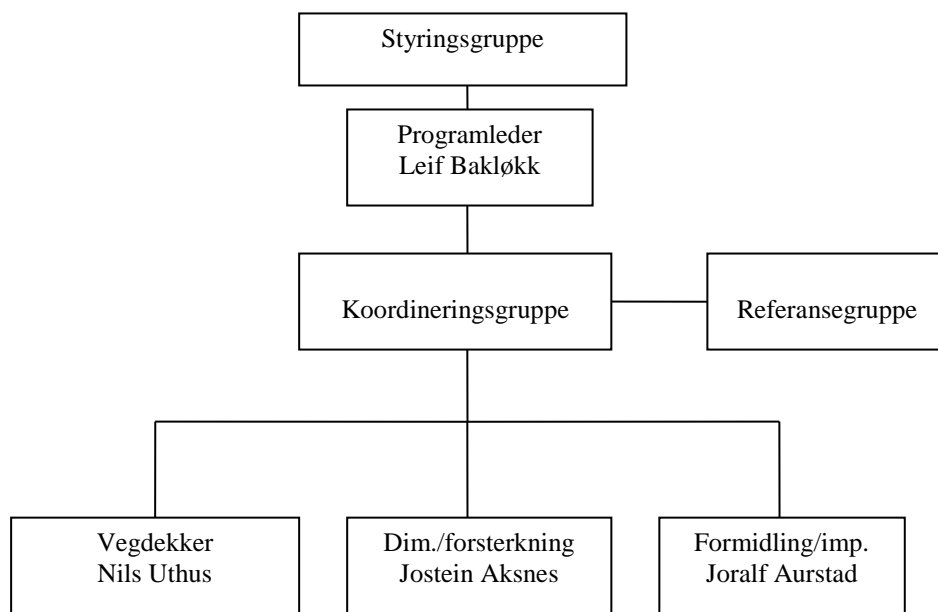 Styringsgruppe
Programleder
Leif Bakløkk
Koordineringsgruppe
Referansegruppe
Vegdekker
Nils Uthus
Dim./forsterkning
Jostein Aksnes
Formidling/imp.
Joralf Aurstad